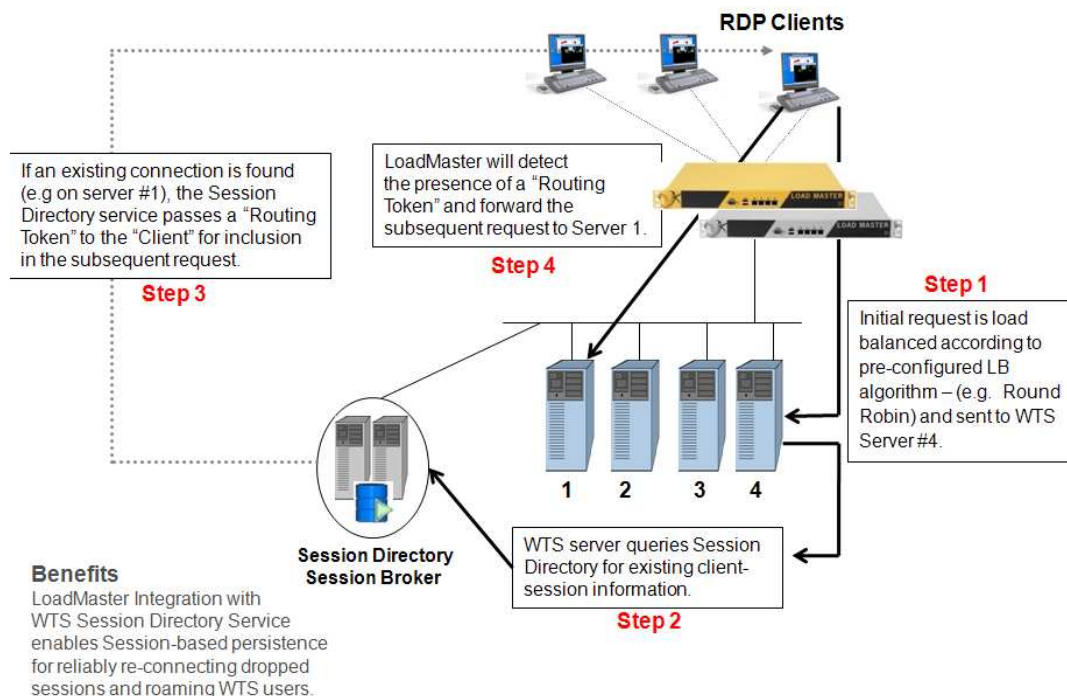 RDP Clients
If an existing connection is found
(e.g on server #1), the Session
Directory service passes a “Routing
Token” to the “Client” for inclusion
in the subsequent request.
Step 3
LoadMaster will detect
the presence of a “Routing
Token” and forward the
subsequent request to Server 1.
Step 4
LOAD MASTER
LOAD MASTER
Step 1
Initial request is load
balanced according to
pre-configured LB
algorithm – (e.g. Round
Robin) and sent to WTS
Server #4.
1 2 3 4
Session Directory
Session Broker
WTS server queries Session
Directory for existing client-
session information.
Step 2
Benefits
LoadMaster Integration with
WTS Session Directory Service
enables Session-based persistence
for reliably re-connecting dropped
sessions and roaming WTS users.